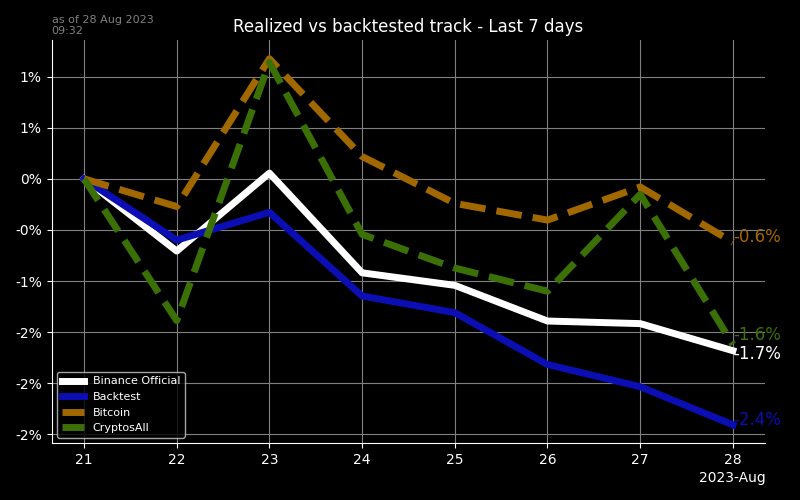 as of 28 Aug 2023
09:32
Realized vs backtested track - Last 7 days
1%
1%
0%
-0%
-1%
-2%
-2%
-2%
-0.6%
-1.6%
-1.7%
-2.4%
Binance Official
Backtest
Bitcoin
CryptosAll
21 22 23 24 25 26 27 28
2023-Aug